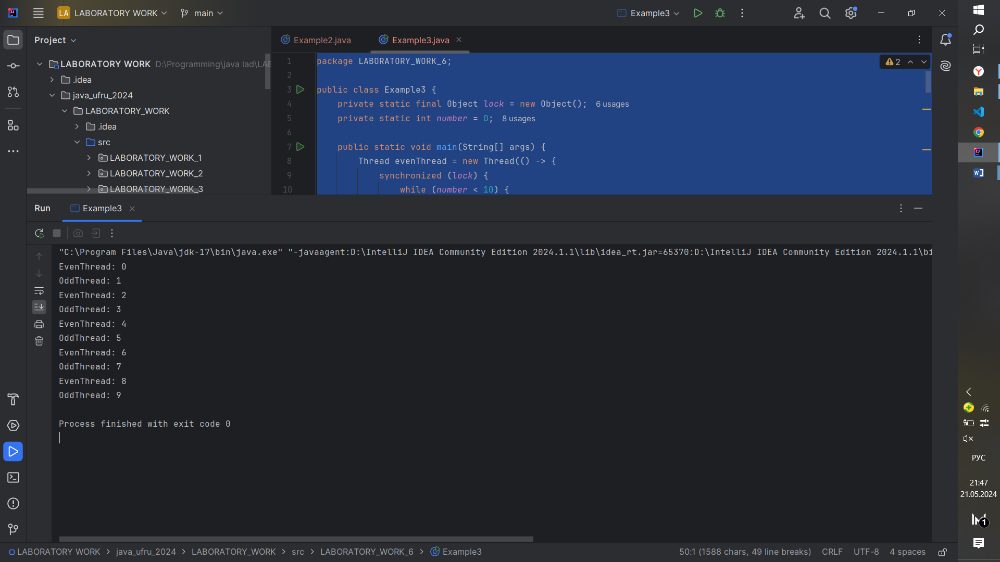 LA LABORATORY WORK main Example3
Project
Example2.java Example3.java
LABORATORY WORK D:\Programming\java lad\LAB
.idea
java_ufru_2024
LABORATORY_WORK
.idea
src
LABORATORY_WORK_1
LABORATORY_WORK_2
LABORATORY_WORK_3
2
1 package LABORATORY_WORK_6;
2
3 public class Example3 {
4 private static final Object lock = new Object(); 6 usages
5 private static int number = 0; 8 usages
6
7 public static void main(String[] args) {
8 Thread evenThread = new Thread(() -> {
9 synchronized (lock) {
10 while (number < 10) {
Run Example3
"C:\Program Files\Java\jdk-17\bin\java.exe" "-javaagent:D:\IntelliJ IDEA Community Edition 2024.1.1\lib\idea_rt.jar=65370:D:\IntelliJ IDEA Community Edition 2024.1.1\bi
EvenThread: 0
OddThread: 1
EvenThread: 2
OddThread: 3
EvenThread: 4
OddThread: 5
EvenThread: 6
OddThread: 7
EvenThread: 8
OddThread: 9
Process finished with exit code 0
LABORATORY WORK > java_ufru_2024 > LABORATORY_WORK > src > LABORATORY_WORK_6 > Example3
50:1 (1588 chars, 49 line breaks) CRLF UTF-8 4 spaces
РУС
21:47
21.05.2024
1